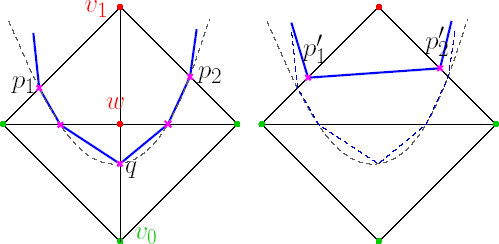 v₁
p₁
p₂
w
q
v₀
p′₁
p′₂